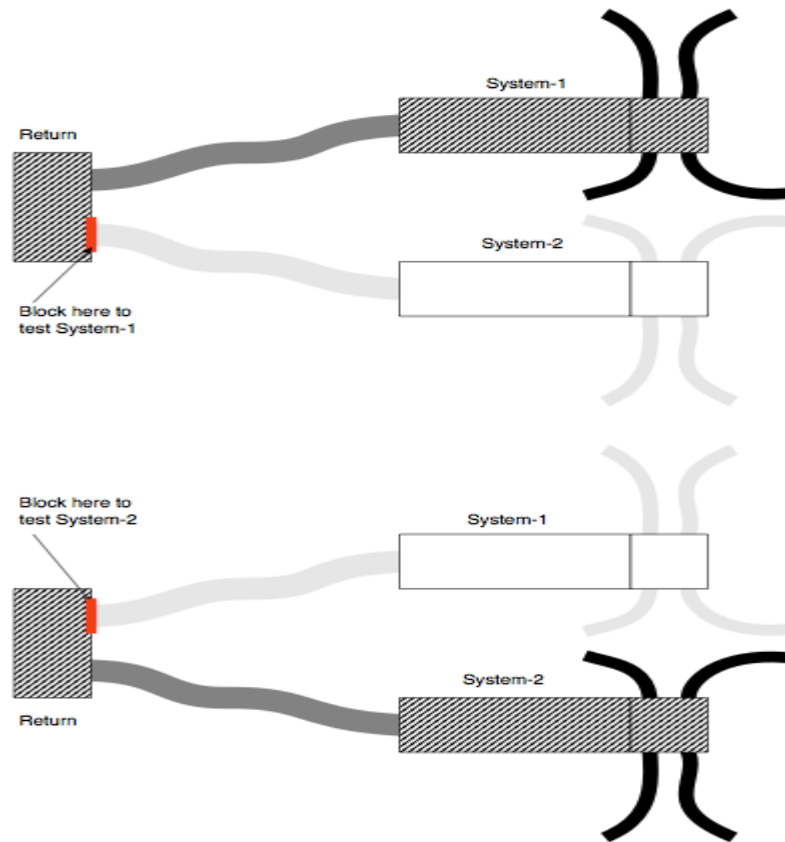 System-1
Return
System-2
Block here to
test System-1
Block here to
test System-2
System-1
System-2
Return